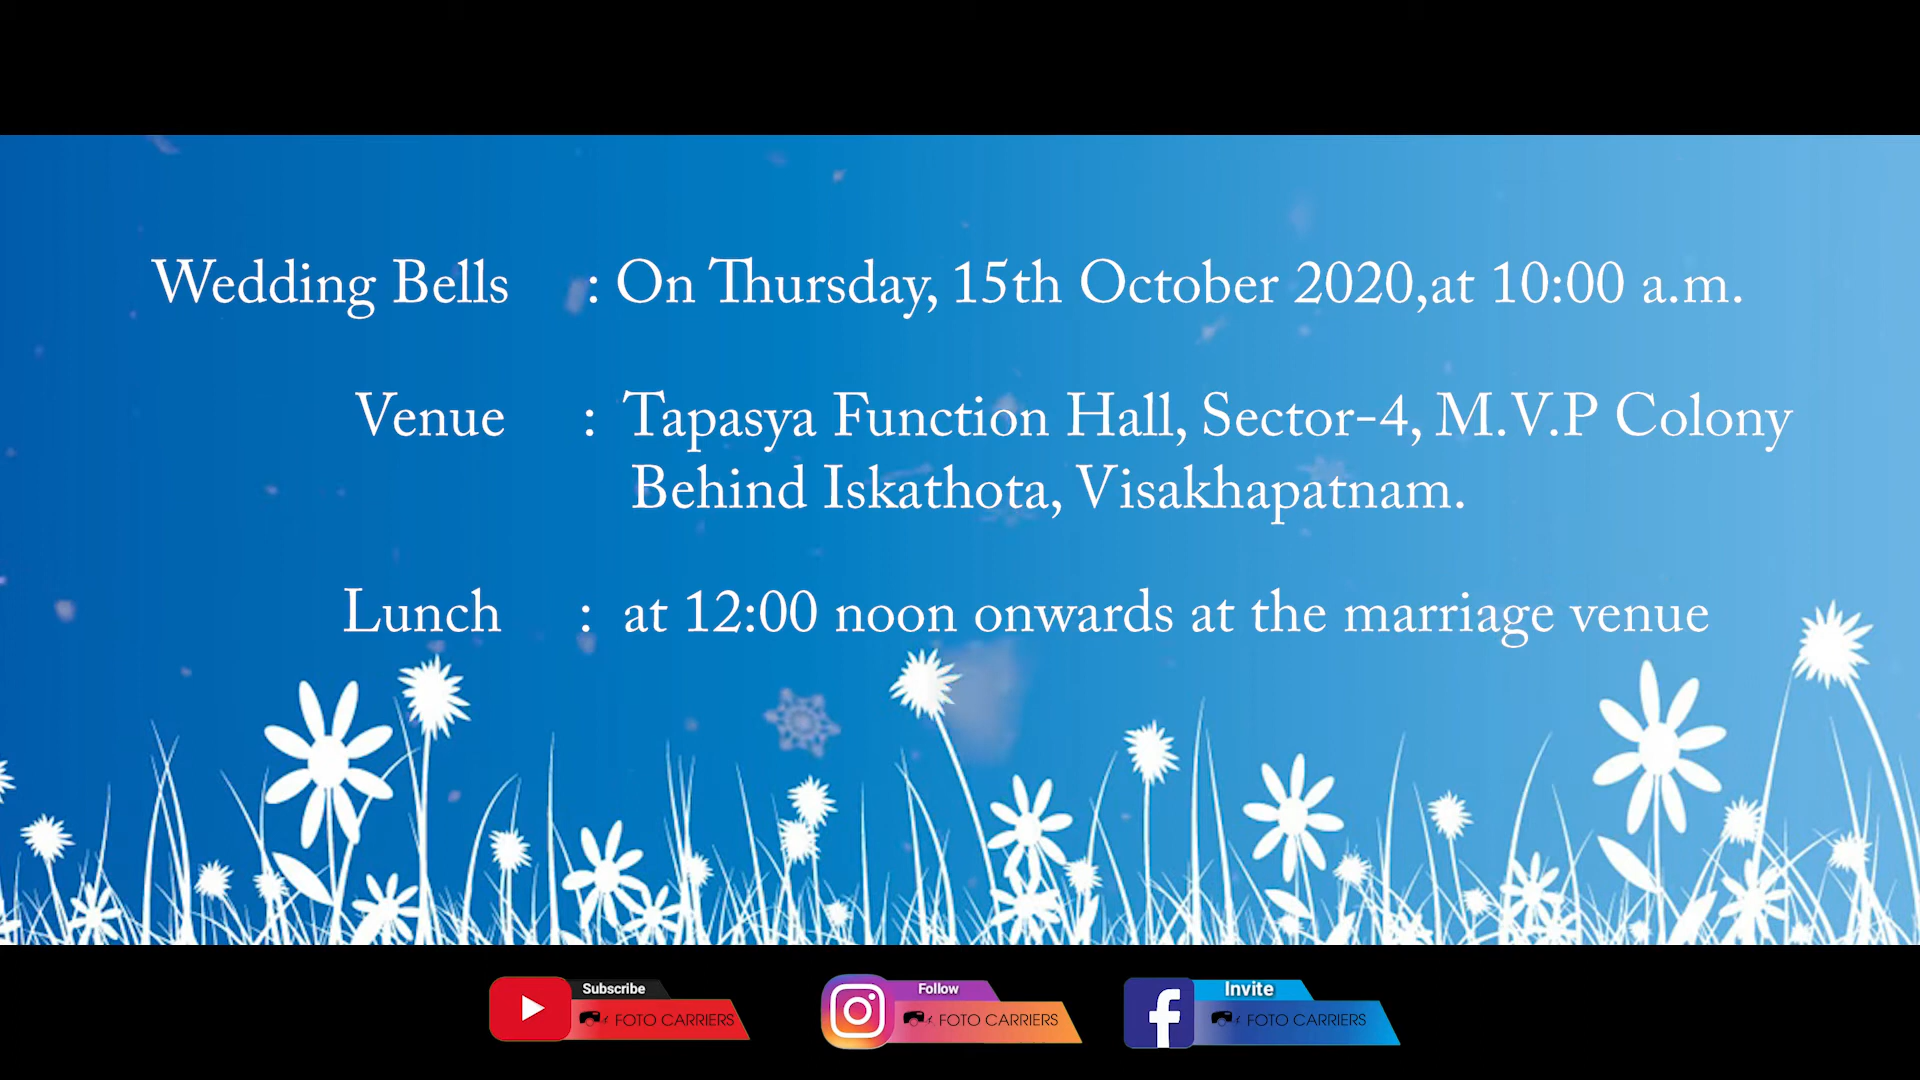 Wedding Bells : On Thursday, 15th October 2020,at 10:00 a.m.
Venue : Tapasya Function Hall, Sector-4, M.V.P Colony
Behind Iskathota, Visakhapatnam.
Lunch : at 12:00 noon onwards at the marriage venue
Subscribe
FOTO CARRIERS
Follow
FOTO CARRIERS
Invite
FOTO CARRIERS